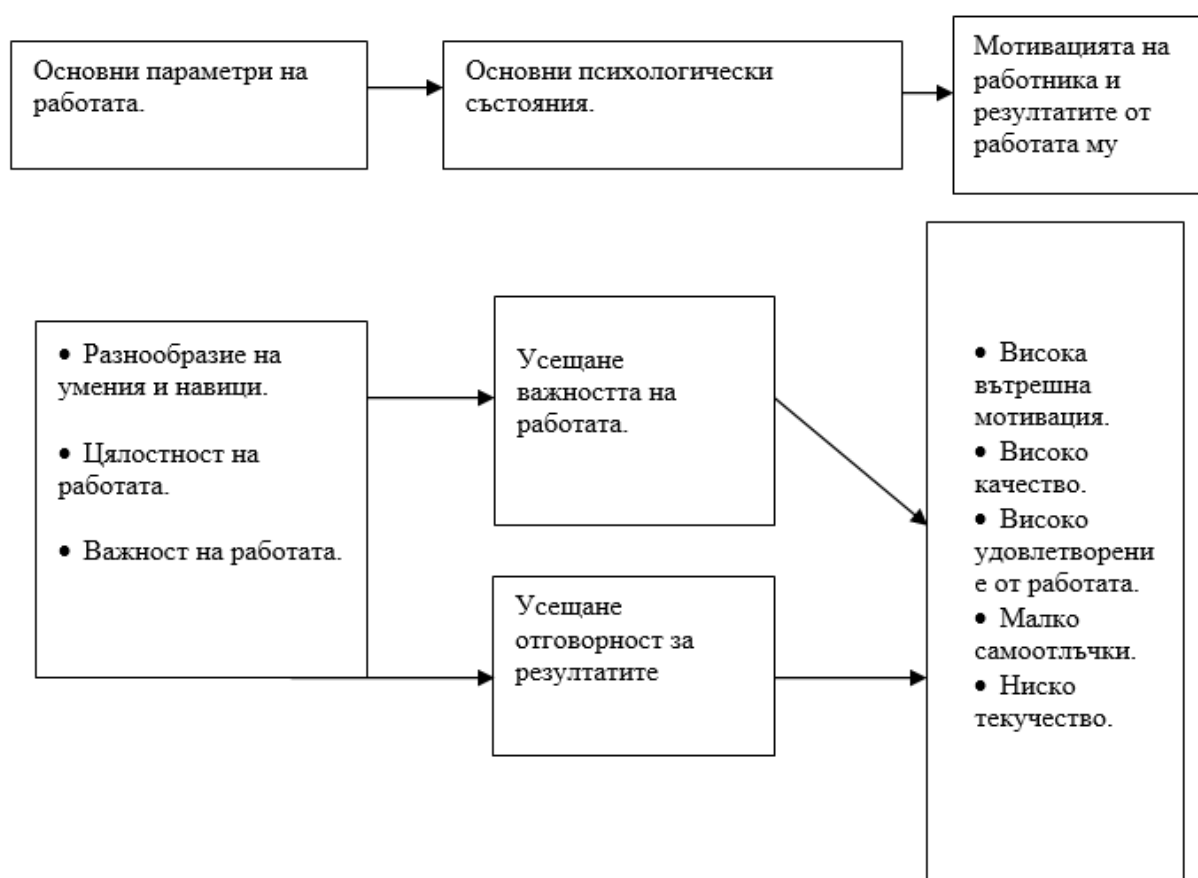 Основни параметри на
работата.
Основни психологически
състояния.
Мотивацията на
работника и
резултатите от
работата му
• Разнообразие на
умения и навици.
• Цялостност на
работата.
• Важност на работата.
Усещане
важността на
работата.
Усещане
отговорност за
резултатите
• Висока
вътрешна
мотивация.
• Високо
качество.
• Високо
удовлетворени
е от работата.
• Малко
самоотлъчки.
• Ниско
текучество.